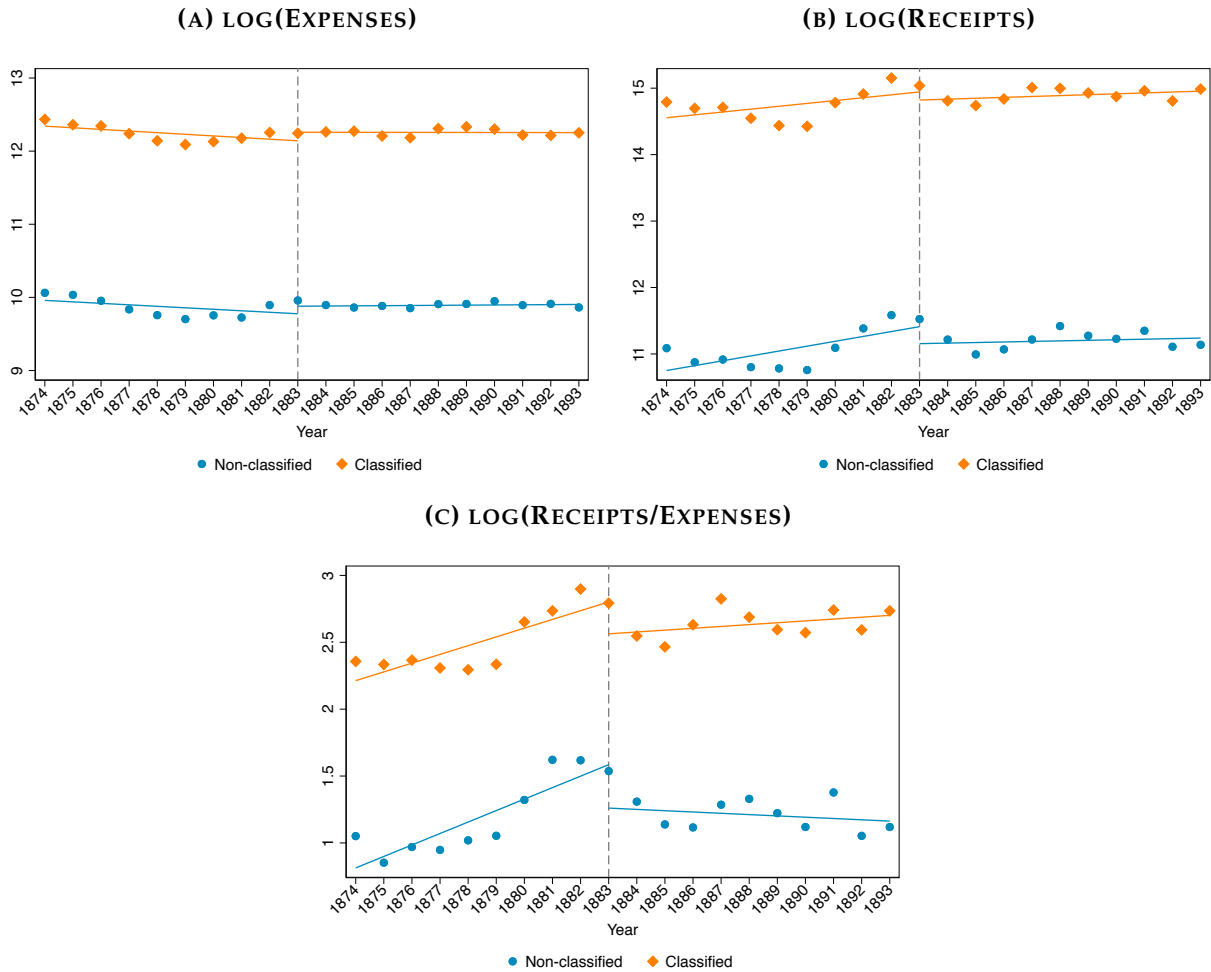 (A) LOG(EXPENSES)
13
12
11
10
9
1874 1875 1876 1877 1878 1879 1880 1881 1882 1883 1884 1885 1886 1887 1888 1889 1890 1891 1892 1893
Year
Non-classified Classified
(B) LOG(RECEIPTS)
15
14
13
12
11
1874 1875 1876 1877 1878 1879 1880 1881 1882 1883 1884 1885 1886 1887 1888 1889 1890 1891 1892 1893
Year
Non-classified Classified
(C) LOG(RECEIPTS/EXPENSES)
3
2.5
2
1.5
1
1874 1875 1876 1877 1878 1879 1880 1881 1882 1883 1884 1885 1886 1887 1888 1889 1890 1891 1892 1893
Year
Non-classified Classified